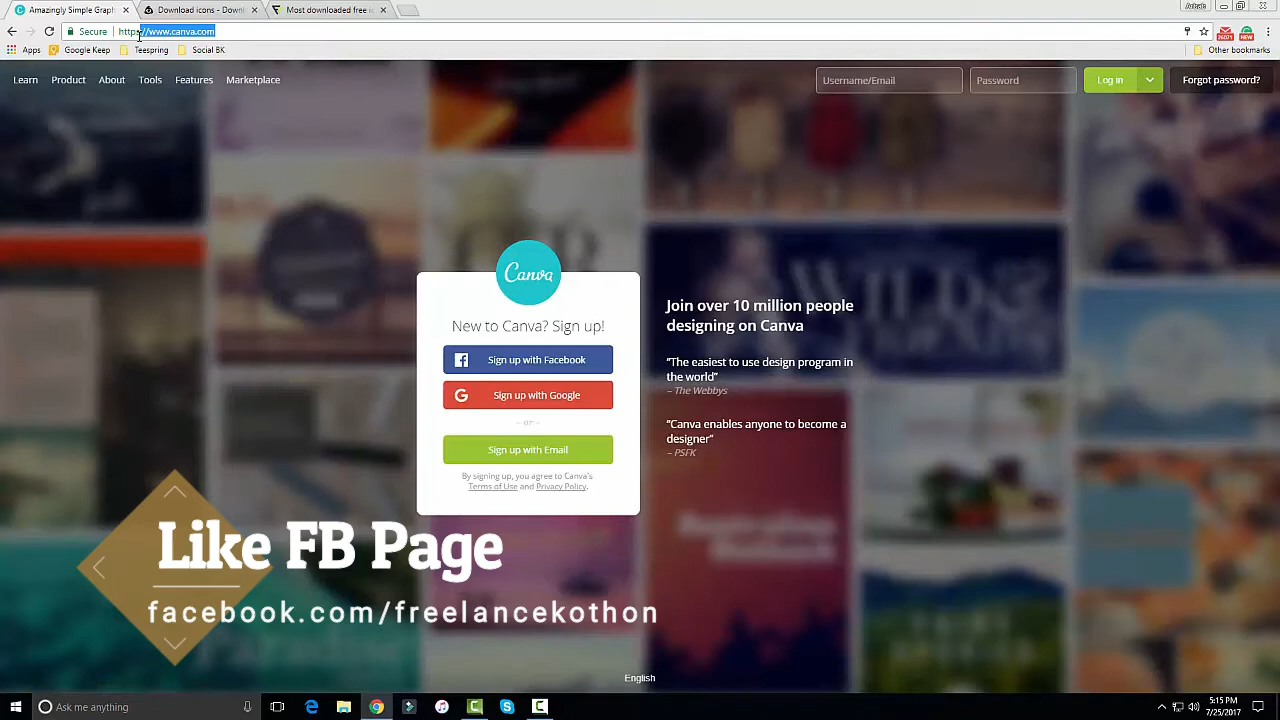 Amazingly Simple Graph
Download icons - Downl
Most downloaded free ic
Secure
https://www.canva.com
Apps
Google Keep
Teespring
Social BK
Other bookmarks
Learn
Product
About
Tools
Features
Marketplace
Username/Email
Password
Log in
Forgot password?
Canva
New to Canva? Sign up!
Sign up with Facebook
Sign up with Google
- or -
Sign up with Email
By signing up, you agree to Canva's
Terms of Use and Privacy Policy.
Join over 10 million people
designing on Canva
"The easiest to use design program in
the world"
– The Webbys
"Canva enables anyone to become a
designer"
– PSFK
Like FB Page
facebook.com/freelancekothon
English
Ask me anything
5:15 PM
7/25/2017